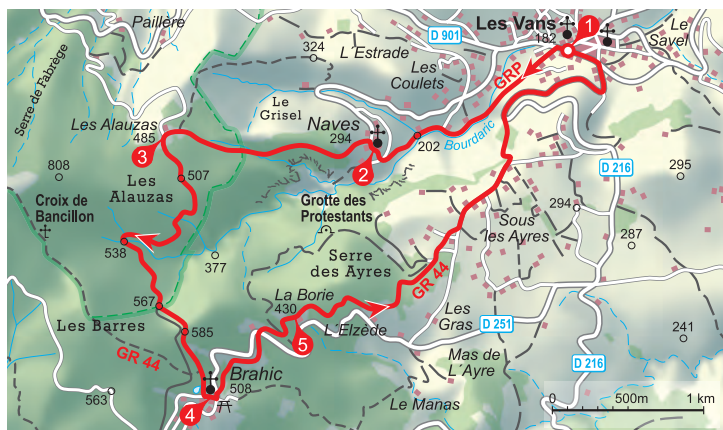 Paillère
Les Vans
182
1
Le
Savel
D 901
324
L'Estrade
Les
Coulets
GRP
Serre de Fabrège
Le
Grisel
Naves
294
Les Alauzas
485
3
202
Bourdaric
2
D 216
808
507
Les
Alauzas
295
Croix de
Bancillon
Grotte des
Protestants
294
Sous
les Ayres
538
377
Serre
des Ayres
287
GR 44
567
La Borie
430
Les Barres
585
L'Elzède
5
Les
Gras
D 251
241
GR 44
Mas de
L'Ayre
D 216
Brahic
508
563
4
Le Manas
0 500m 1 km